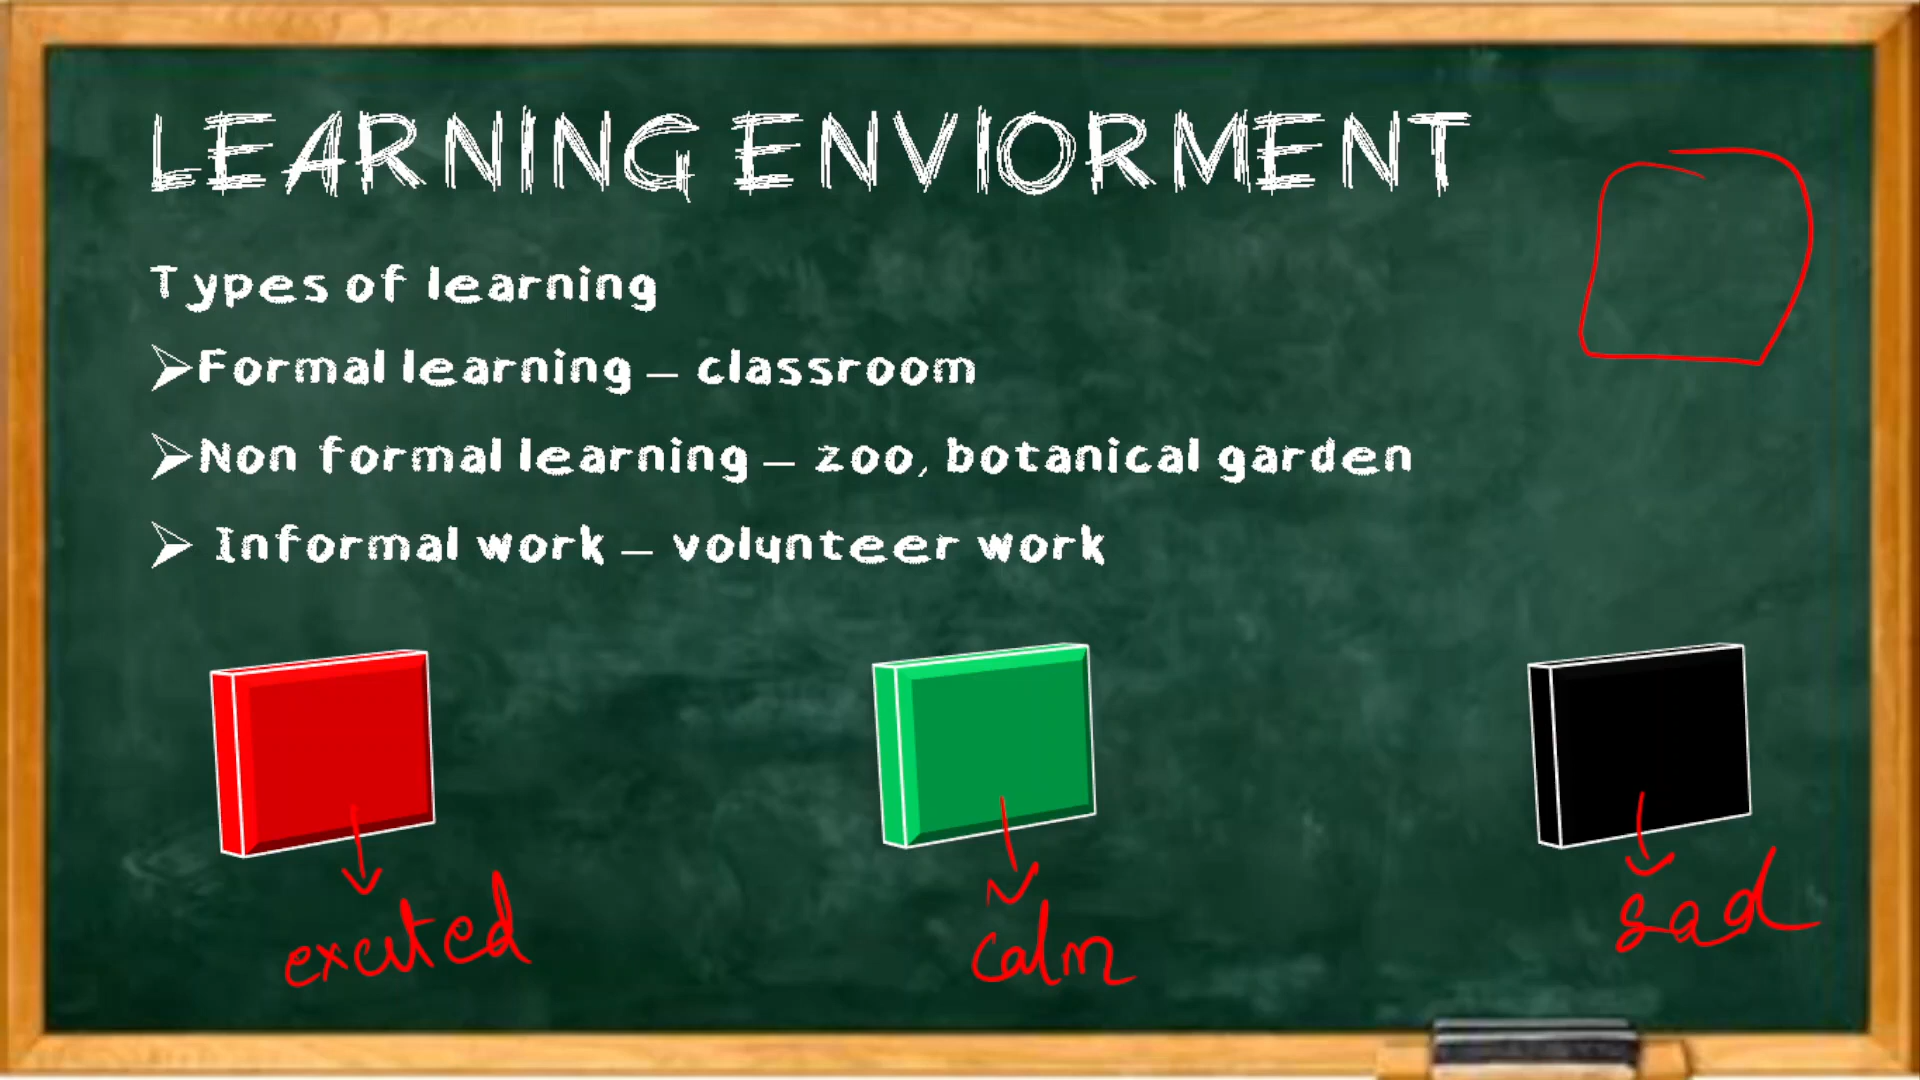 LEARNING ENVIORMENT
Types of learning
➢Formal learning – classroom
➢Non formal learning – zoo, botanical garden
➢ Informal work – volunteer work
excited
calm
sad